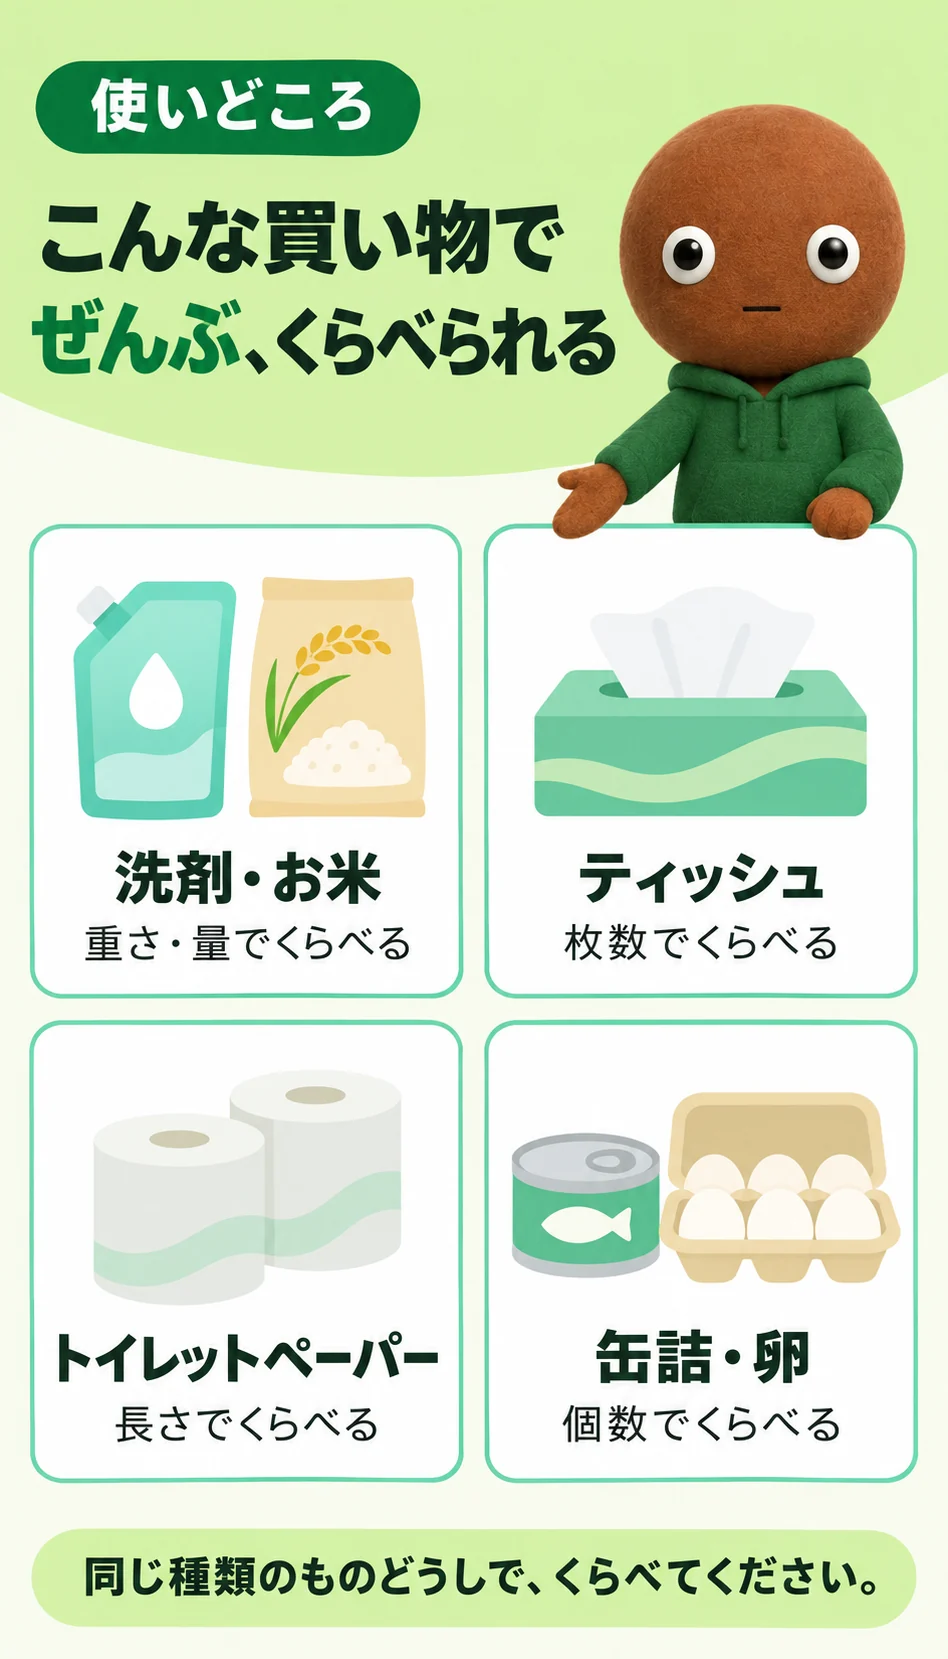 使いどころ
こんな買い物で
ぜんぶ、くらべられる
洗剤・お米
重さ・量でくらべる
ティッシュ
枚数でくらべる
トイレットペーパー
長さでくらべる
缶詰・卵
個数でくらべる
同じ種類のものどうしで、くらべてください。